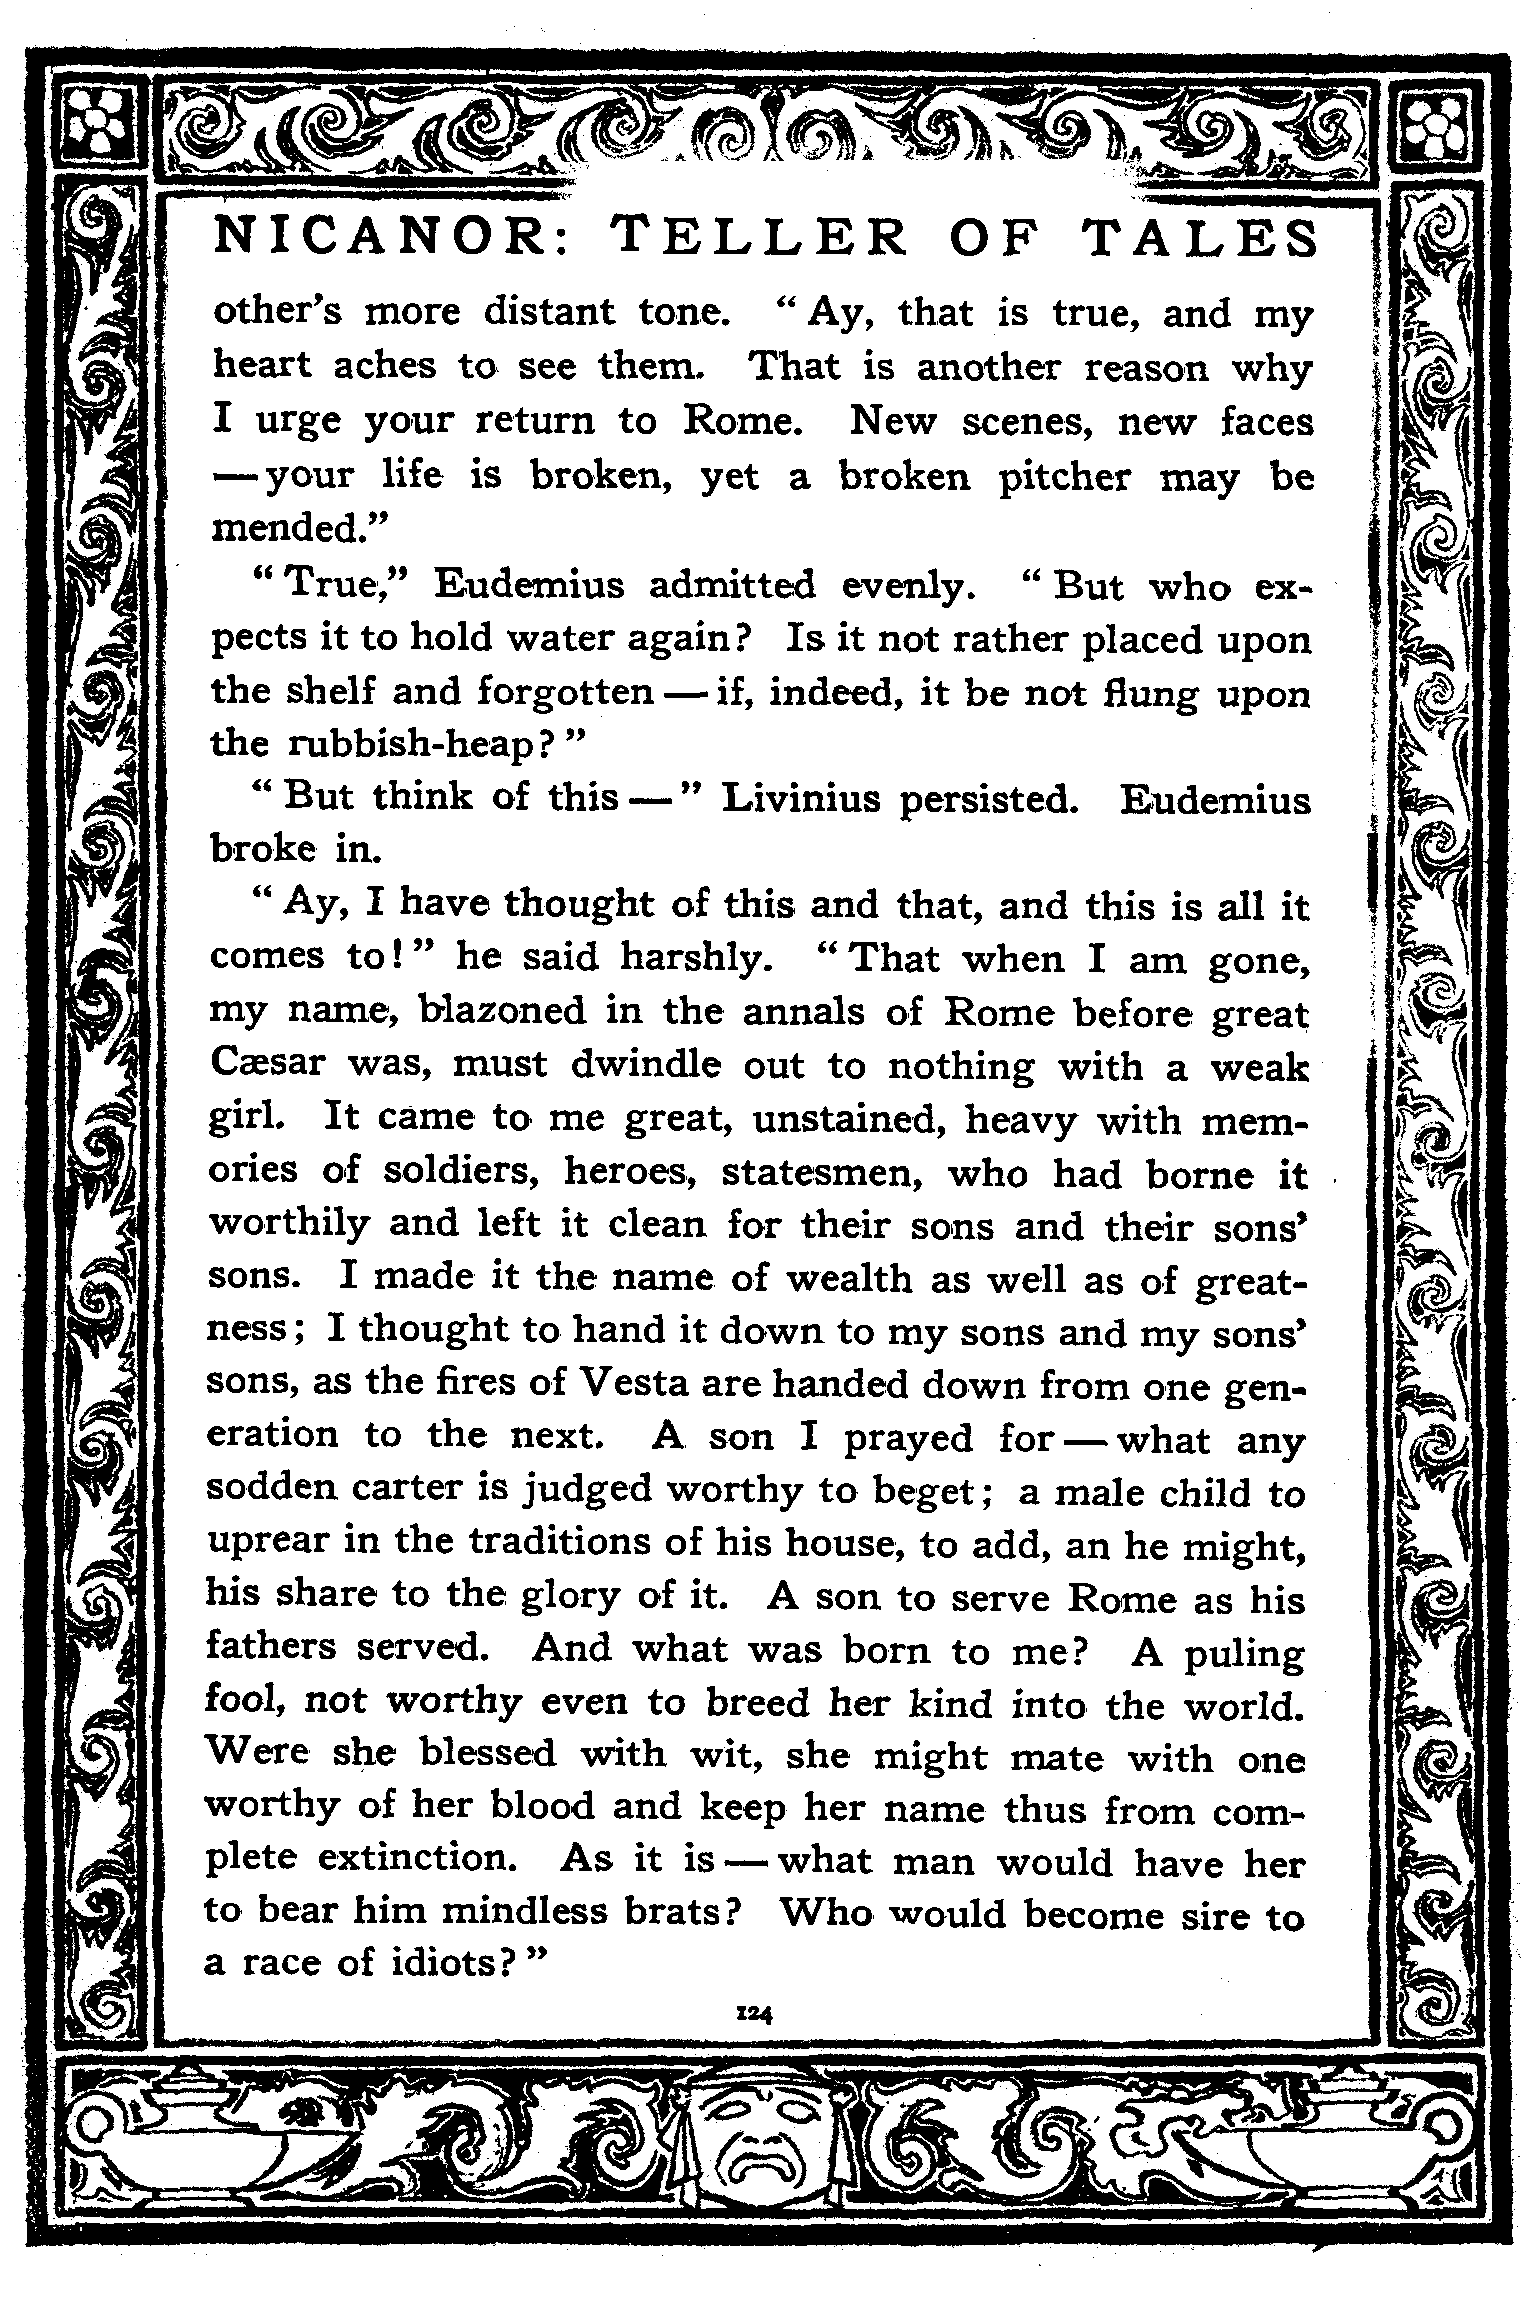 NICANOR: TELLER OF TALES
other's more distant tone. “ Ay, that is true, and my
heart aches to see them. That is another reason why
I urge your return to Rome. New scenes, new faces
— your life is broken, yet a broken pitcher may be
mended.”
“ True,” Eudemius admitted evenly. “ But who ex-
pects it to hold water again? Is it not rather placed upon
the shelf and forgotten — if, indeed, it be not flung upon
the rubbish-heap? ”
“ But think of this — ” Livinius persisted. Eudemius
broke in.
“ Ay, I have thought of this and that, and this is all it
comes to! ” he said harshly. “ That when I am gone,
my name, blazoned in the annals of Rome before great
Cæsar was, must dwindle out to nothing with a weak
girl. It came to me great, unstained, heavy with mem-
ories of soldiers, heroes, statesmen, who had borne it
worthily and left it clean for their sons and their sons’
sons. I made it the name of wealth as well as of great-
ness; I thought to hand it down to my sons and my sons’
sons, as the fires of Vesta are handed down from one gen-
eration to the next. A son I prayed for — what any
sodden carter is judged worthy to beget; a male child to
uprear in the traditions of his house, to add, an he might,
his share to the glory of it. A son to serve Rome as his
fathers served. And what was born to me? A puling
fool, not worthy even to breed her kind into the world.
Were she blessed with wit, she might mate with one
worthy of her blood and keep her name thus from com-
plete extinction. As it is — what man would have her
to bear him mindless brats? Who would become sire to
a race of idiots? ”
124